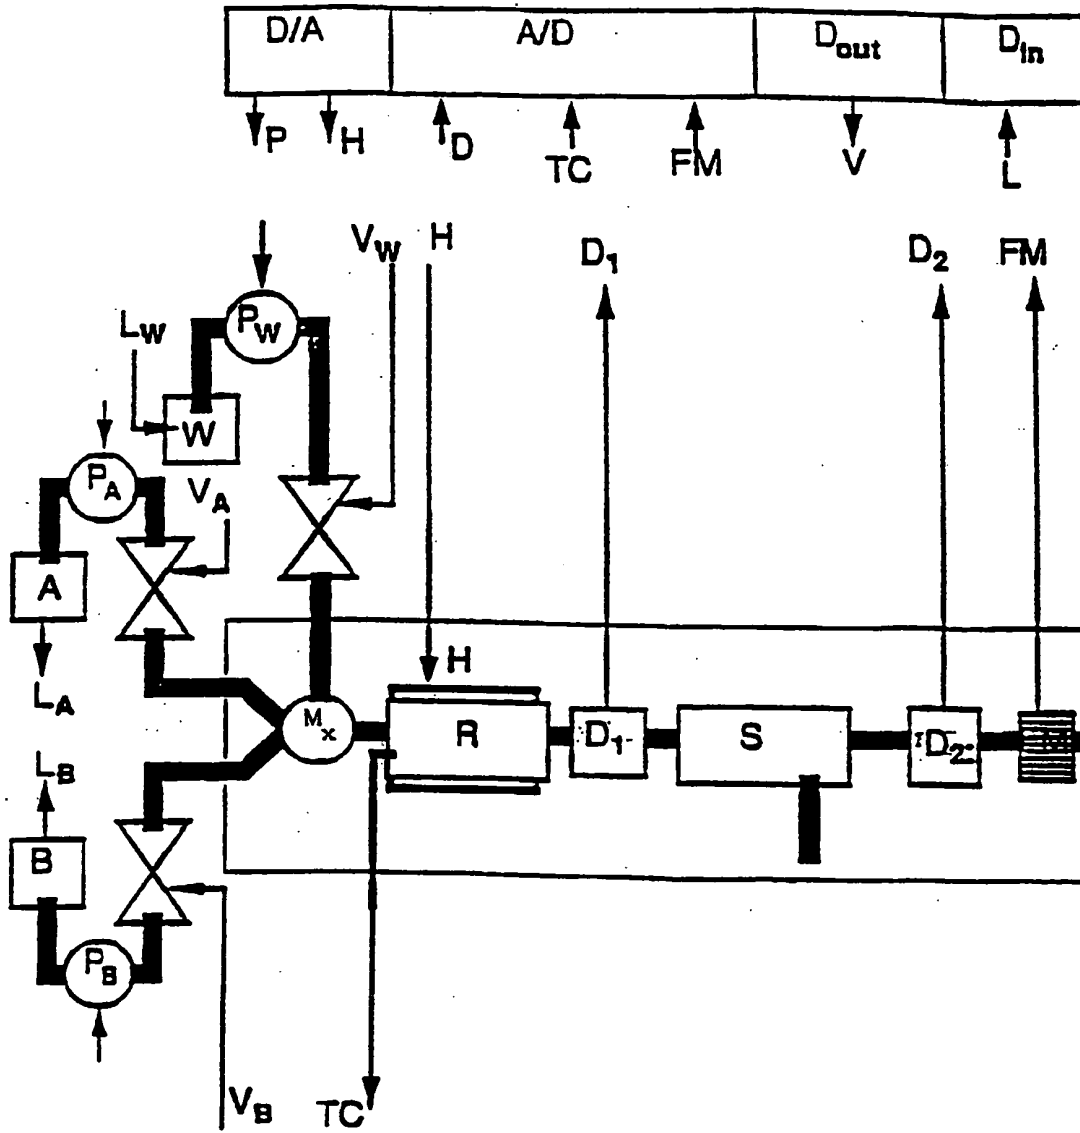 D/A A/D Dout Din
P H D TC FM V L
VW H D1 D2 FM
LW PW
W
PA VA
A
LA
H
Mx R D1 S D2 M
LB
B
PB
VB TC